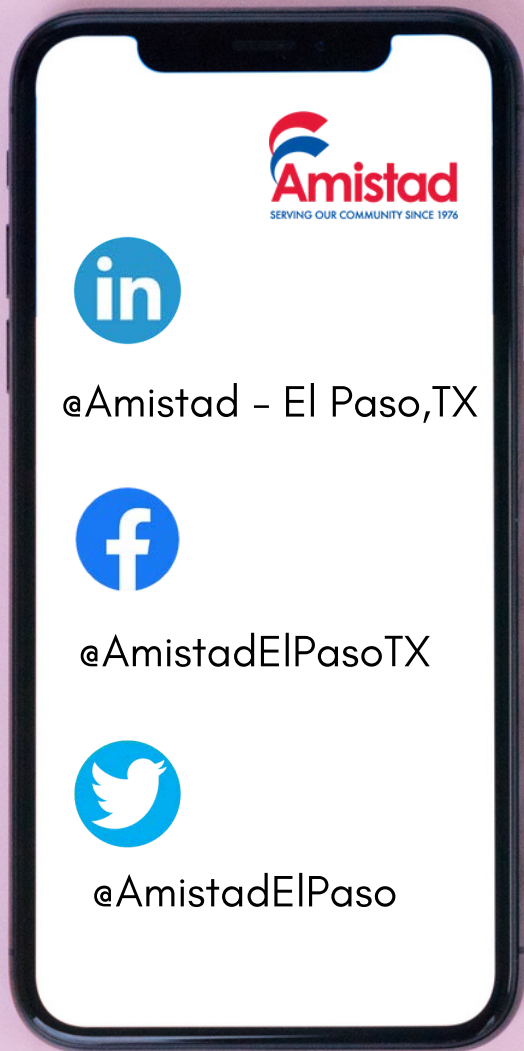 Amistad
SERVING OUR COMMUNITY SINCE 1976
in
@Amistad - El Paso,TX
f
@AmistadElPasoTX
@AmistadElPaso